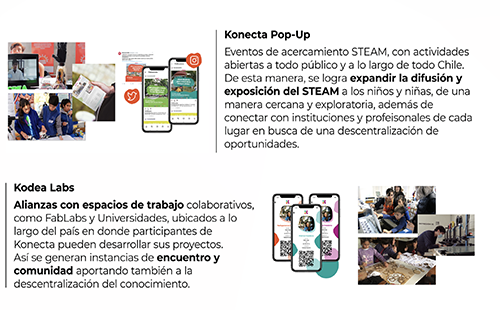 Konecta Pop-Up
Eventos de acercamiento STEAM, con actividades
abiertas a todo público y a lo largo de todo Chile.
De esta manera, se logra expandir la difusión y
exposición del STEAM a los niños y niñas, de una
manera cercana y exploratoria, además de
conectar con instituciones y profeisonales de cada
lugar en busca de una descentralización de
oportunidades.
Kodea Labs
Alianzas con espacios de trabajo colaborativos,
como FabLabs y Universidades, ubicados a lo
largo del país en donde participantes de
Konecta pueden desarrollar sus proyectos.
Así se generan instancias de encuentro y
comunidad aportando también a la
descentralización del conocimiento.